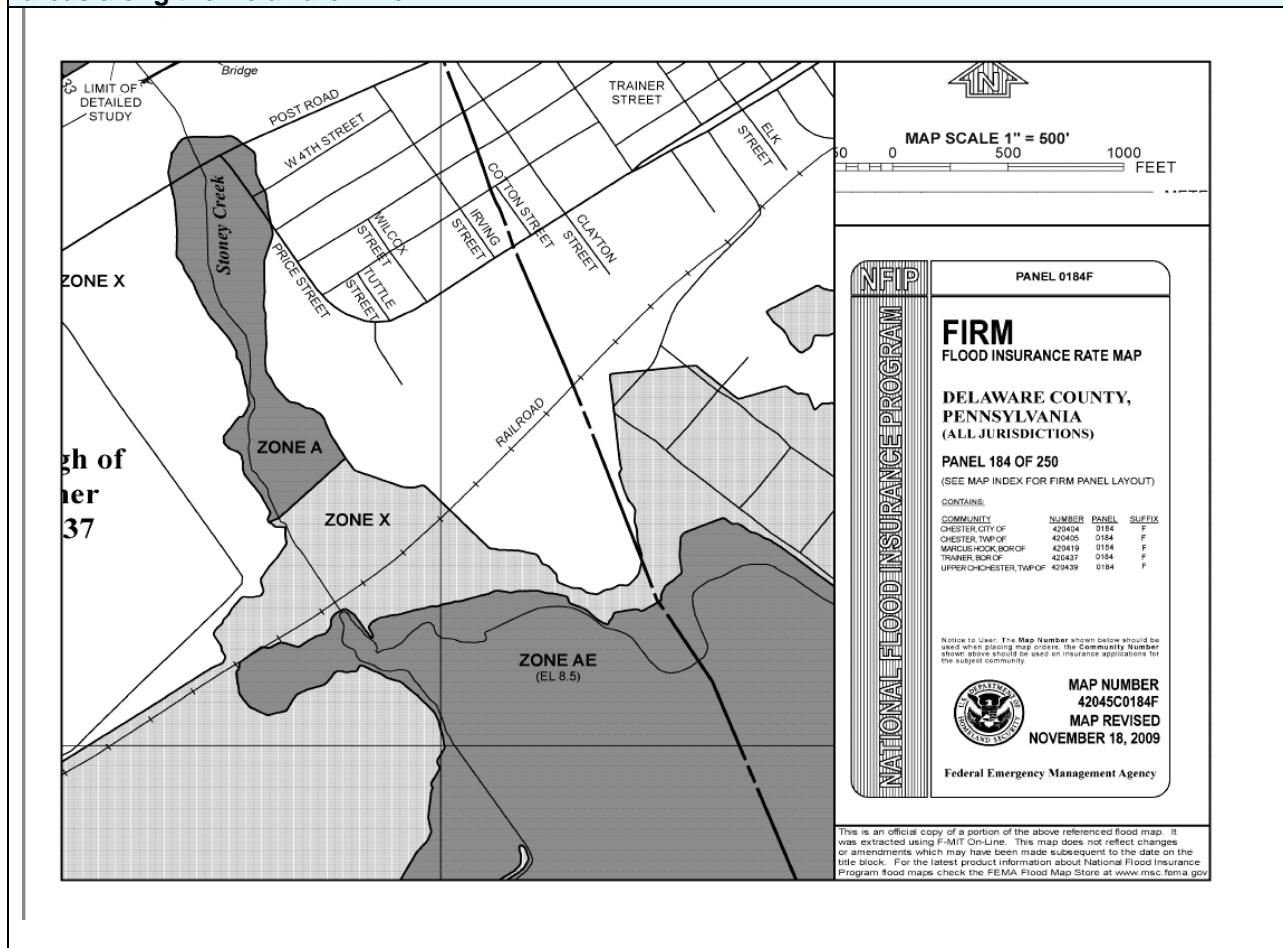 Bridge
33
LIMIT OF
DETAILED
STUDY
POST ROAD
W 4TH STREET
TRAINER
STREET
ELK
STREET
Stoney Creek
COTTON STREET
WILCOX
STREET
IRVING
STREET
CLAYTON
STREET
PRICE STREET
TUTTLE
STREET
ZONE X
RAILROAD
ZONE A
gh of
ner
37
ZONE X
ZONE AE
(EL 8.5)
N
MAP SCALE 1" = 500'
0 500 1000
FEET
NFIP
NATIONAL FLOOD INSURANCE PROGRAM
PANEL 0184F
FIRM
FLOOD INSURANCE RATE MAP
DELAWARE COUNTY,
PENNSYLVANIA
(ALL JURISDICTIONS)
PANEL 184 OF 250
(SEE MAP INDEX FOR FIRM PANEL LAYOUT)
CONTAINS:
COMMUNITY NUMBER PANEL SUFFIX
CHESTER, CITY OF 420404 0184 F
CHESTER, TWP OF 420405 0184 F
MARCUS HOOK, BOR OF 420419 0184 F
TRAINER, BOR OF 420437 0184 F
UPPER CHICHESTER, TWP OF 420439 0184 F
Notice to User: The Map Number shown below should be
used when placing map orders; the Community Number
shown above should be used on insurance applications for
the subject community.
U.S. DEPARTMENT OF HOMELAND SECURITY
MAP NUMBER
42045C0184F
MAP REVISED
NOVEMBER 18, 2009
Federal Emergency Management Agency
This is an official copy of a portion of the above referenced flood map. It
was extracted using F-MIT On-Line. This map does not reflect changes
or amendments which may have been made subsequent to the date on the
title block. For the latest product information about National Flood Insurance
Program flood maps check the FEMA Flood Map Store at www.msc.fema.gov